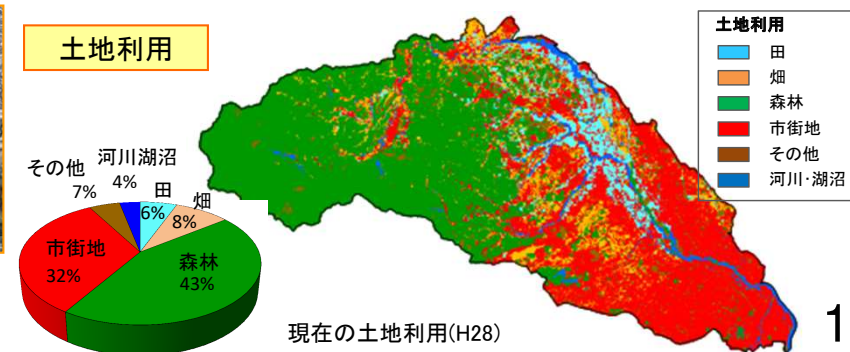 土地利用
土地利用
田
畑
森林
市街地
その他
河川・湖沼
その他
7%
河川湖沼
4%
田
6%
畑
8%
市街地
32%
森林
43%
現在の土地利用(H28)
1